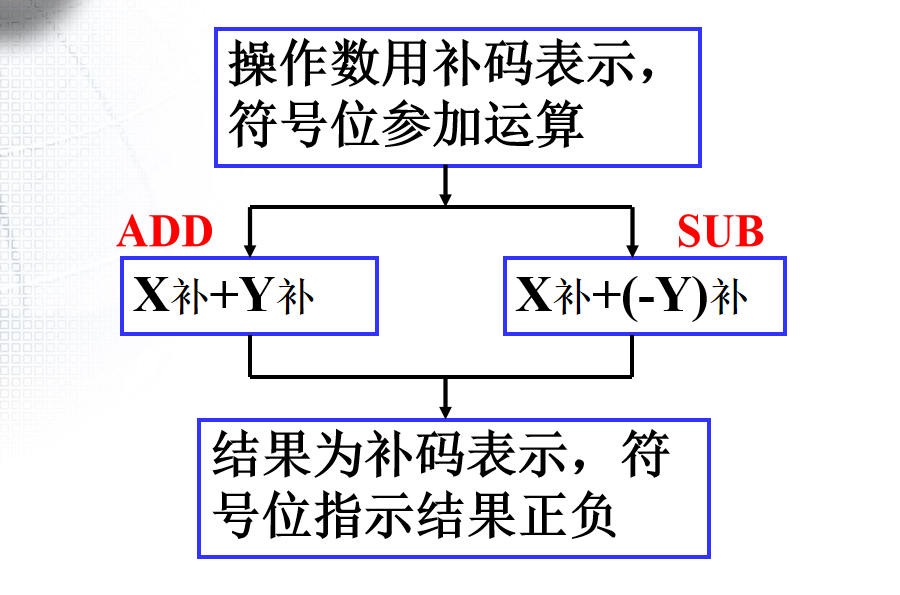 操作数用补码表示，
符号位参加运算
ADD
SUB
X补+Y补
X补+(-Y)补
结果为补码表示，符
号位指示结果正负